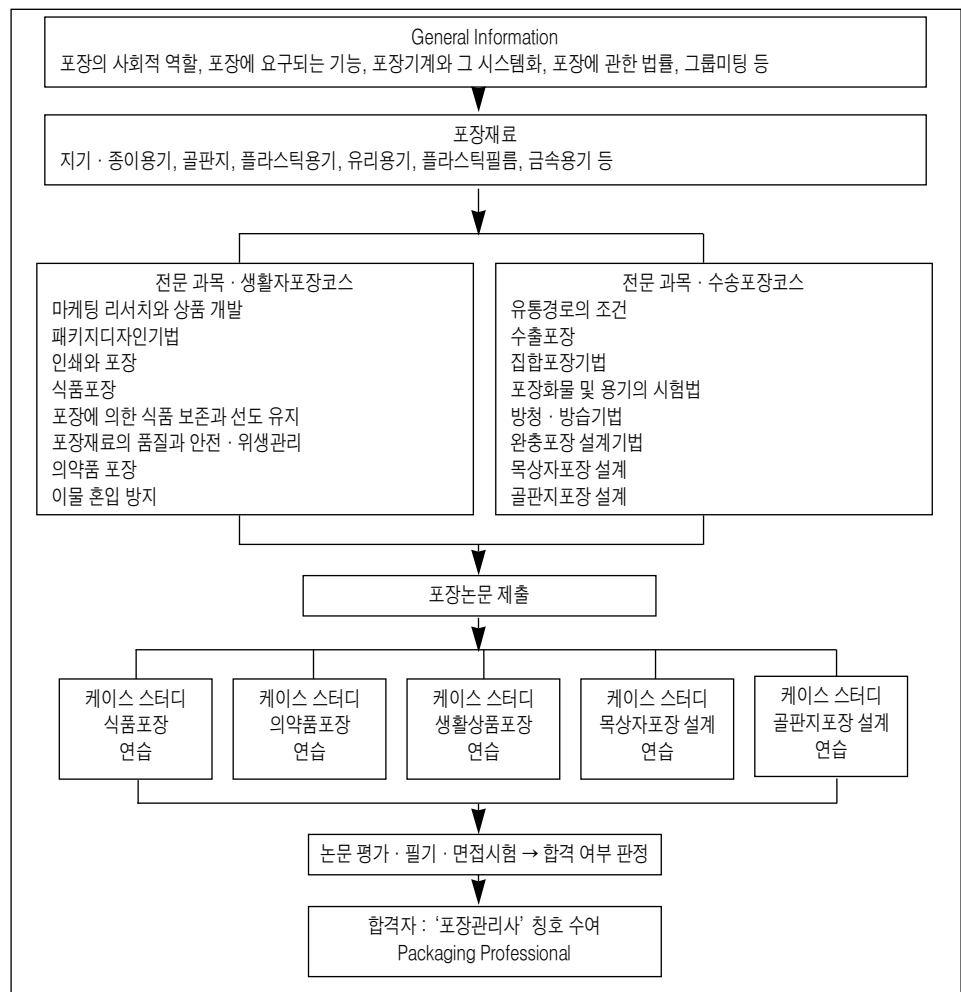 General Information
포장의 사회적 역할, 포장에 요구되는 기능, 포장기계와 그 시스템화, 포장에 관한 법률, 그룹미팅 등
포장재료
지기 · 종이용기, 골판지, 플라스틱용기, 유리용기, 플라스틱필름, 금속용기 등
전문 과목 · 생활자포장코스
마케팅 리서치와 상품 개발
패키지디자인기법
인쇄와 포장
식품포장
포장에 의한 식품 보존과 선도 유지
포장재료의 품질과 안전 · 위생관리
의약품 포장
이물 혼입 방지
전문 과목 · 수송포장코스
유통경로의 조건
수출포장
집합포장기법
포장화물 및 용기의 시험법
방청 · 방습기법
완충포장 설계기법
목상자포장 설계
골판지포장 설계
포장논문 제출
케이스 스터디
식품포장
연습
케이스 스터디
의약품포장
연습
케이스 스터디
생활상품포장
연습
케이스 스터디
목상자포장 설계
연습
케이스 스터디
골판지포장 설계
연습
논문 평가 · 필기 · 면접시험 → 합격 여부 판정
합격자 : ‘포장관리사’ 칭호 수여
Packaging Professional